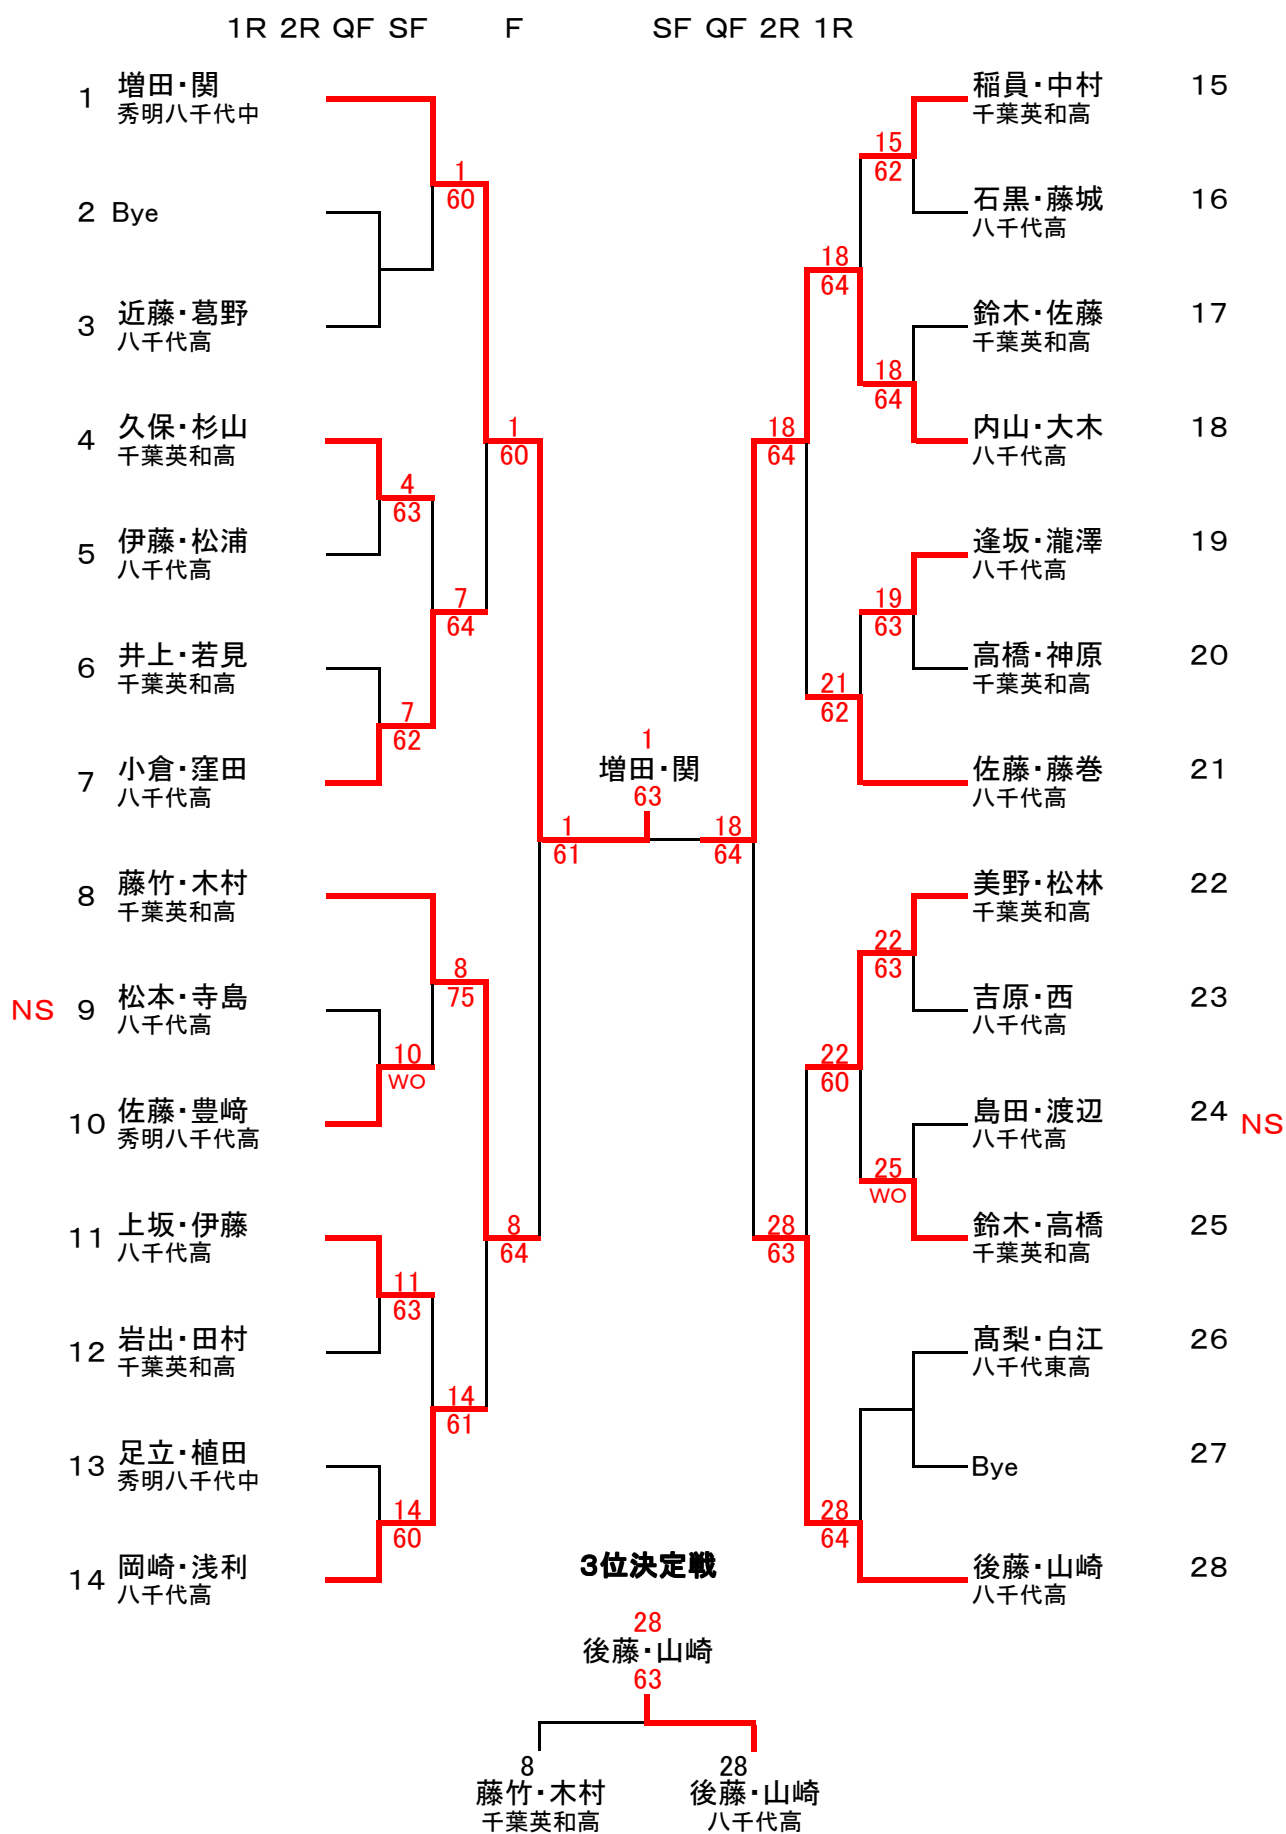 1R 2R QF SF F SF QF 2R 1R
1 増田・関
秀明八千代中
2 Bye
3 近藤・葛野
八千代高
4 久保・杉山
千葉英和高
5 伊藤・松浦
八千代高
6 井上・若見
千葉英和高
7 小倉・窪田
八千代高
8 藤竹・木村
千葉英和高
NS 9 松本・寺島
八千代高
10 佐藤・豊﨑
秀明八千代高
11 上坂・伊藤
八千代高
12 岩出・田村
千葉英和高
13 足立・植田
秀明八千代中
14 岡崎・浅利
八千代高
1
60
4
63
7
64
7
62
1
60
8
75
10
WO
11
63
14
61
14
60
8
64
1
61
1
増田・関
63
18
64
18
64
28
63
18
64
21
62
22
60
28
64
15
62
18
64
19
63
22
63
25
WO
稲員・中村 15
千葉英和高
石黒・藤城 16
八千代高
鈴木・佐藤 17
千葉英和高
内山・大木 18
八千代高
逢坂・瀧澤 19
八千代高
高橋・神原 20
千葉英和高
佐藤・藤巻 21
八千代高
美野・松林 22
千葉英和高
吉原・西 23
八千代高
島田・渡辺 24 NS
八千代高
鈴木・高橋 25
千葉英和高
髙梨・白江 26
八千代東高
Bye 27
後藤・山崎 28
八千代高
3位決定戦
28
後藤・山崎
63
8 28
藤竹・木村 後藤・山崎
千葉英和高 八千代高